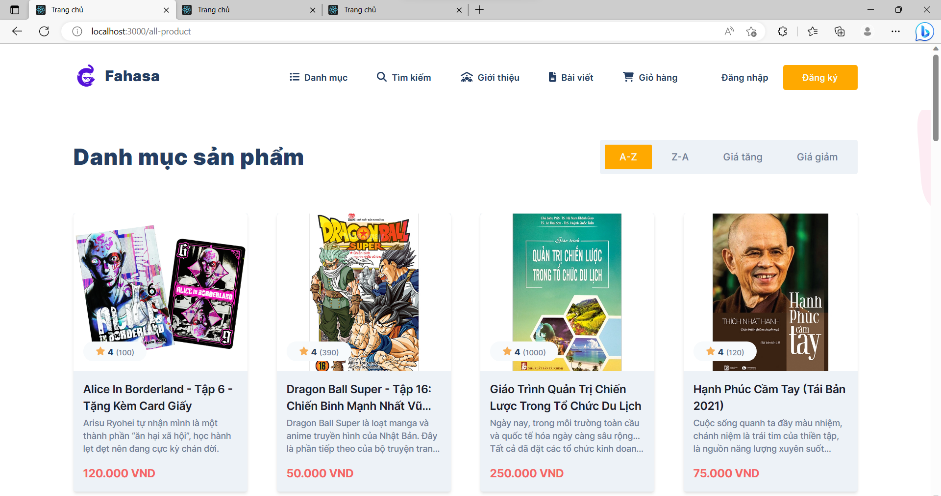 Trang chủ
Trang chủ
Trang chủ
localhost:3000/all-product
Fahasa
Danh mục
Tìm kiếm
Giới thiệu
Bài viết
Giỏ hàng
Đăng nhập
Đăng ký
Danh mục sản phẩm
A-Z
Z-A
Giá tăng
Giá giảm
ALICE IN BORDERLAND
6
DRAGON BALL
SUPER
16
Giáo trình
QUẢN TRỊ CHIẾN LƯỢC
TRONG TỔ CHỨC DU LỊCH
THÍCH NHẤT HẠNH
Hạnh
Phúc
cầm
tay
4 (100)
4 (390)
4 (1000)
4 (120)
Alice In Borderland - Tập 6 -
Tặng Kèm Card Giấy
Arisu Ryohei tự nhận mình là một
thành phần “ăn hại xã hội”, học hành
lẹt đẹt nên đang cực kỳ chán đời.
120.000 VND
Dragon Ball Super - Tập 16:
Chiến Binh Mạnh Nhất Vũ...
Dragon Ball Super là loạt manga và
anime truyền hình của Nhật Bản. Đây
là phần tiếp theo của bộ truyện tran...
50.000 VND
Giáo Trình Quản Trị Chiến
Lược Trong Tổ Chức Du Lịch
Ngày nay, trong môi trường toàn cầu
và quốc tế hóa ngày càng sâu rộng...
Tất cả đã đặt các tổ chức kinh doan...
250.000 VND
Hạnh Phúc Cầm Tay (Tái Bản
2021)
Cuộc sống quanh ta đầy màu nhiệm,
chánh niệm là trái tim của thiền tập,
là nguồn năng lượng xuyên suốt...
75.000 VND